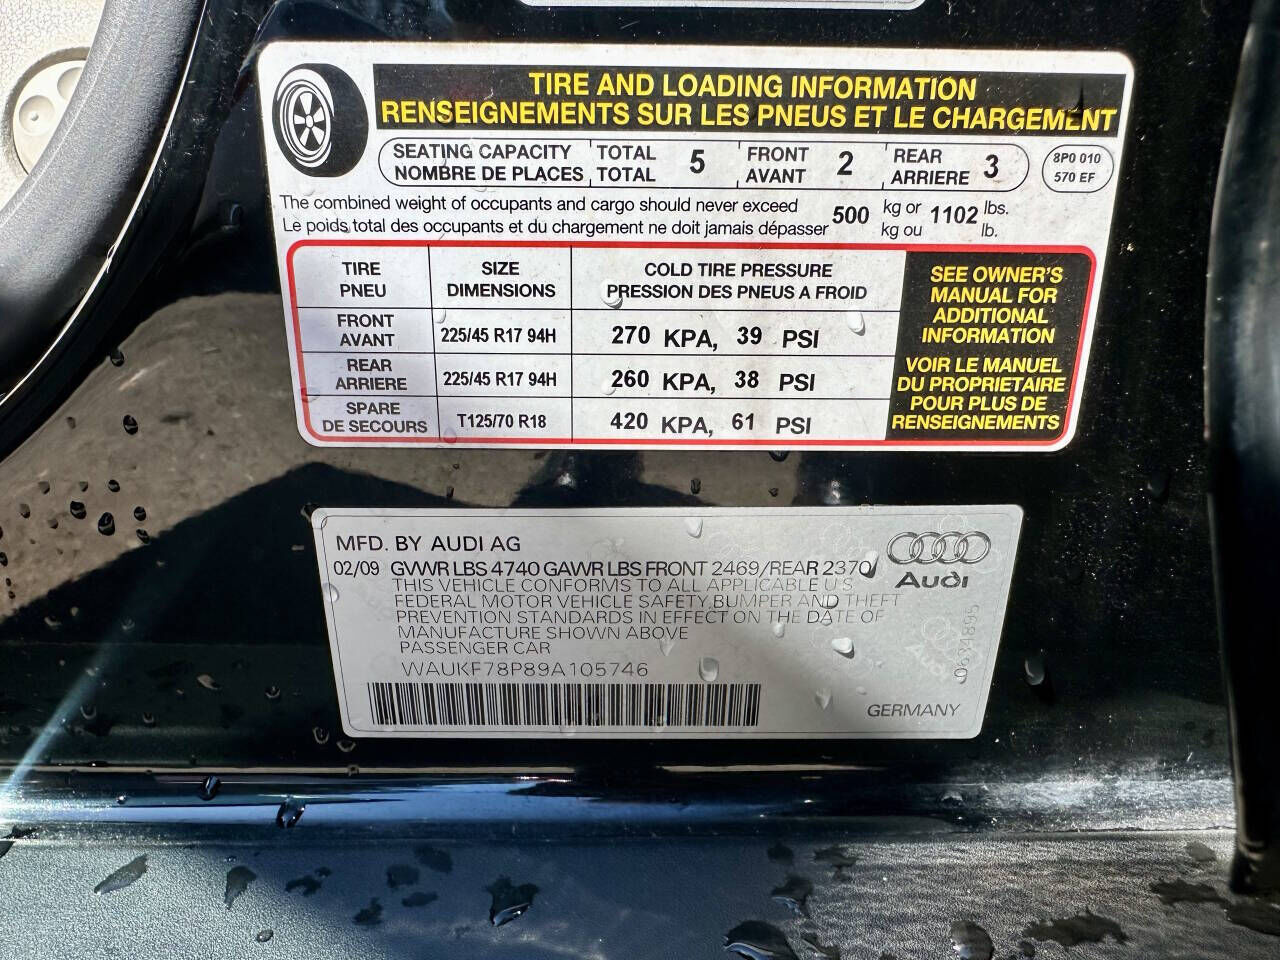 TIRE AND LOADING INFORMATION
RENSEIGNEMENTS SUR LES PNEUS ET LE CHARGEMENT
SEATING CAPACITY TOTAL 5 FRONT 2 REAR 3
NOMBRE DE PLACES TOTAL AVANT ARRIERE
8P0 010
570 EF
The combined weight of occupants and cargo should never exceed 500 kg or 1102 lbs.
Le poids total des occupants et du chargement ne doit jamais dépasser kg ou lb.
TIRE SIZE COLD TIRE PRESSURE
PNEU DIMENSIONS PRESSION DES PNEUS A FROID
FRONT
AVANT 225/45 R17 94H 270 KPA, 39 PSI
REAR
ARRIERE 225/45 R17 94H 260 KPA, 38 PSI
SPARE
DE SECOURS T125/70 R18 420 KPA, 61 PSI
SEE OWNER'S
MANUAL FOR
ADDITIONAL
INFORMATION
VOIR LE MANUEL
DU PROPRIETAIRE
POUR PLUS DE
RENSEIGNEMENTS
MFD. BY AUDI AG
02/09 GVWR LBS 4740 GAWR LBS FRONT 2469/REAR 2370
THIS VEHICLE CONFORMS TO ALL APPLICABLE U.S.
FEDERAL MOTOR VEHICLE SAFETY, BUMPER AND THEFT
PREVENTION STANDARDS IN EFFECT ON THE DATE OF
MANUFACTURE SHOWN ABOVE
PASSENGER CAR
WAUKF78P89A105746
Audi
GERMANY